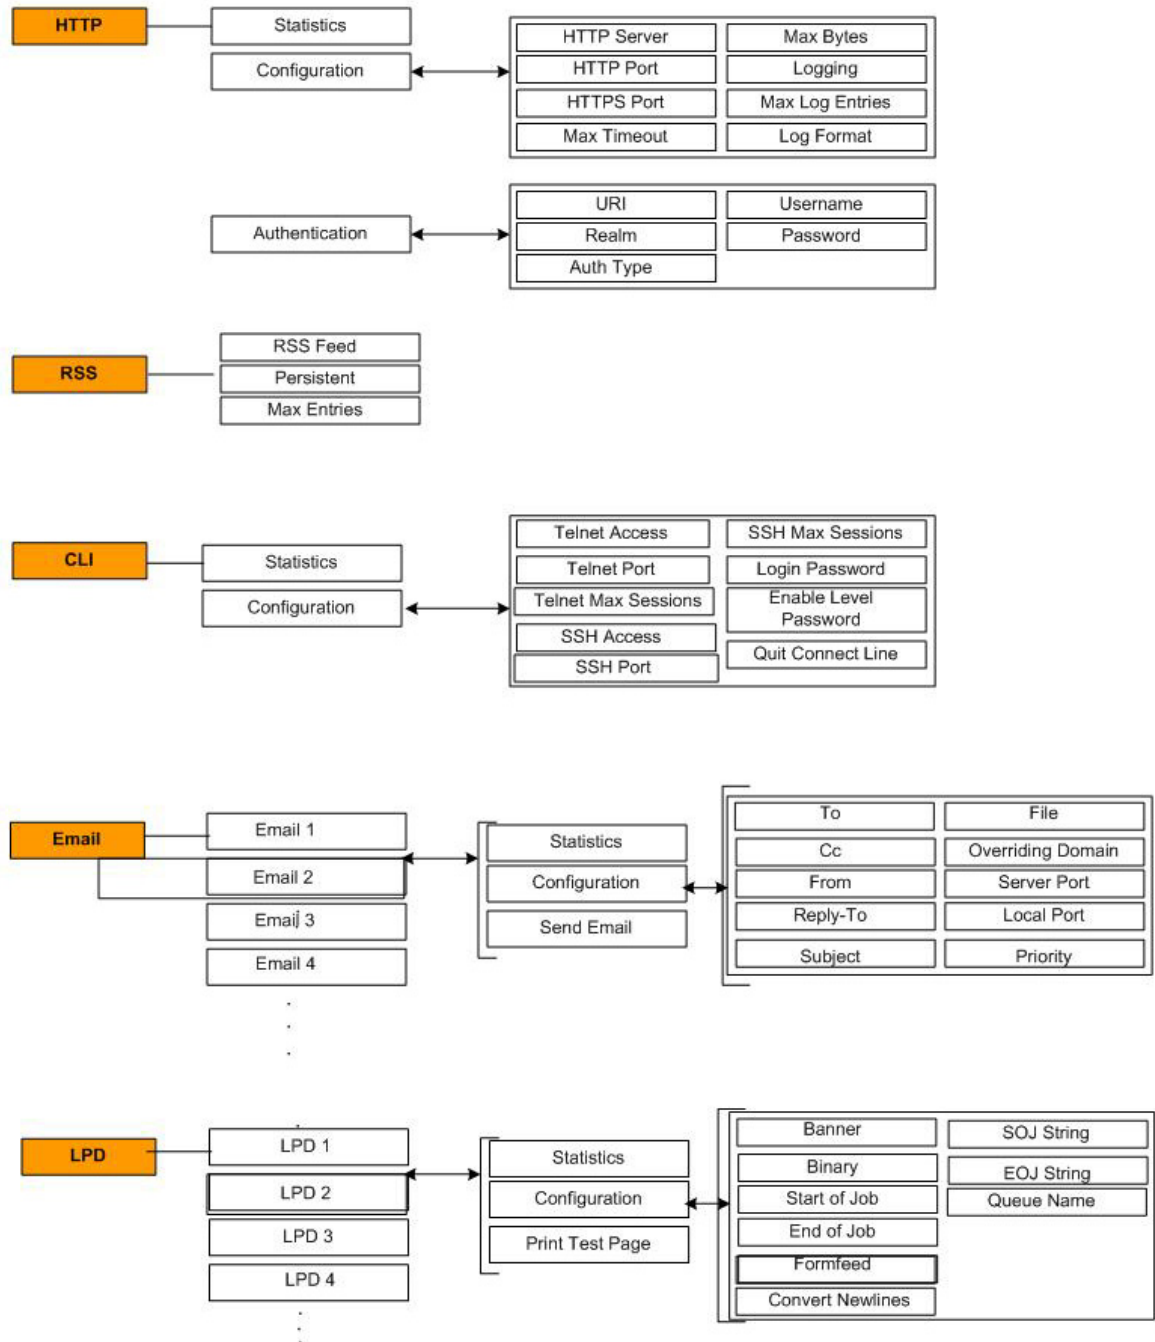 HTTP
Statistics
Configuration
HTTP Server
Max Bytes
HTTP Port
Logging
HTTPS Port
Max Log Entries
Max Timeout
Log Format
Authentication
URI
Username
Realm
Password
Auth Type
RSS
RSS Feed
Persistent
Max Entries
CLI
Statistics
Configuration
Telnet Access
SSH Max Sessions
Telnet Port
Login Password
Telnet Max Sessions
Enable Level
Password
SSH Access
SSH Port
Quit Connect Line
Email
Email 1
Email 2
Email 3
Email 4
Statistics
Configuration
Send Email
To
File
Cc
Overriding Domain
From
Server Port
Reply-To
Local Port
Subject
Priority
LPD
LPD 1
LPD 2
LPD 3
LPD 4
Statistics
Configuration
Print Test Page
Banner
SOJ String
Binary
EOJ String
Start of Job
Queue Name
End of Job
Formfeed
Convert Newlines